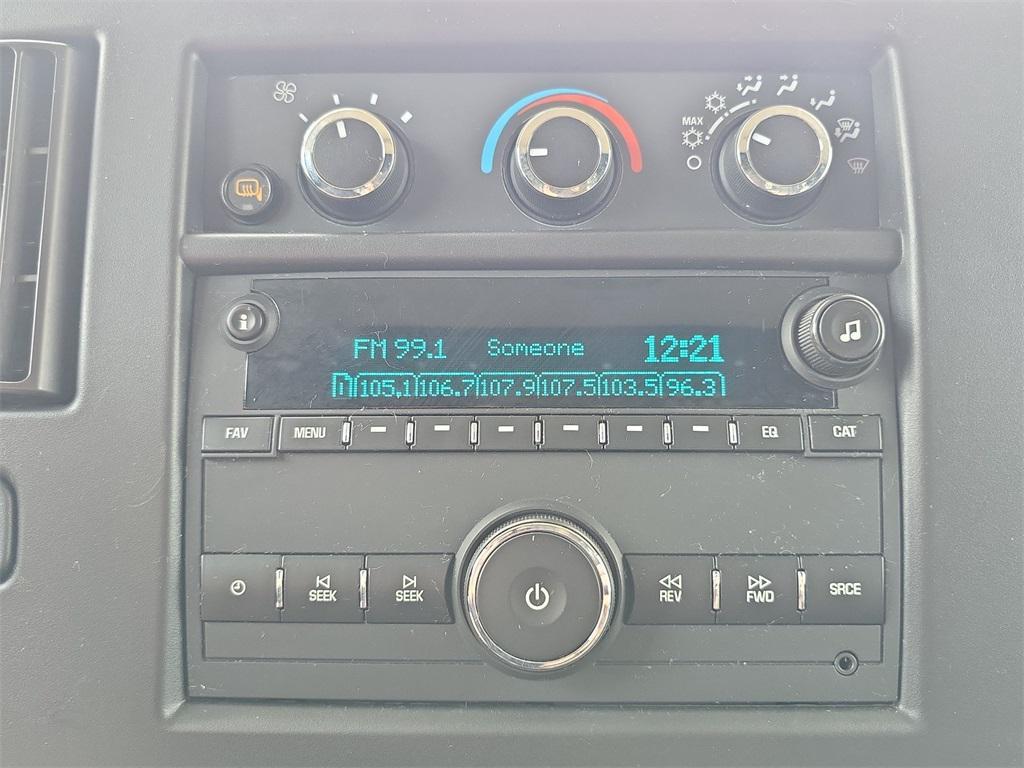 MAX
i
FM 99.1 Someone 12:21
1 105.1 106.7 107.9 107.5 103.5 96.3
FAV MENU EQ CAT
SEEK SEEK REV FWD SRCE